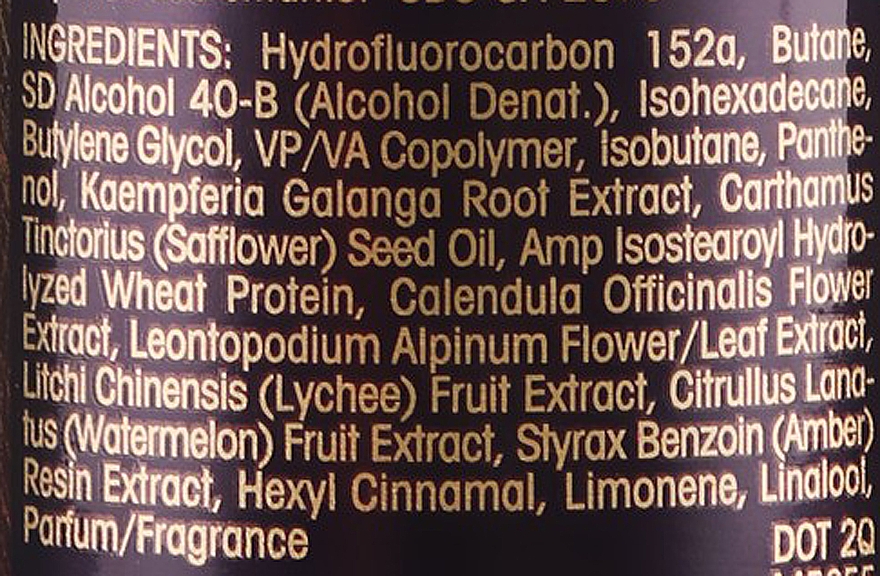 INGREDIENTS: Hydrofluorocarbon 152a, Butane,
SD Alcohol 40-B (Alcohol Denat.), Isohexadecane,
Butylene Glycol, VP/VA Copolymer, Isobutane, Panthe-
nol, Kaempferia Galanga Root Extract, Carthamus
Tinctorius (Safflower) Seed Oil, Amp Isostearoyl Hydro-
lyzed Wheat Protein, Calendula Officinalis Flower
Extract, Leontopodium Alpinum Flower/Leaf Extract,
Litchi Chinensis (Lychee) Fruit Extract, Citrullus Lana-
tus (Watermelon) Fruit Extract, Styrax Benzoin (Amber)
Resin Extract, Hexyl Cinnamal, Limonene, Linalool,
Parfum/Fragrance DOT 2Q